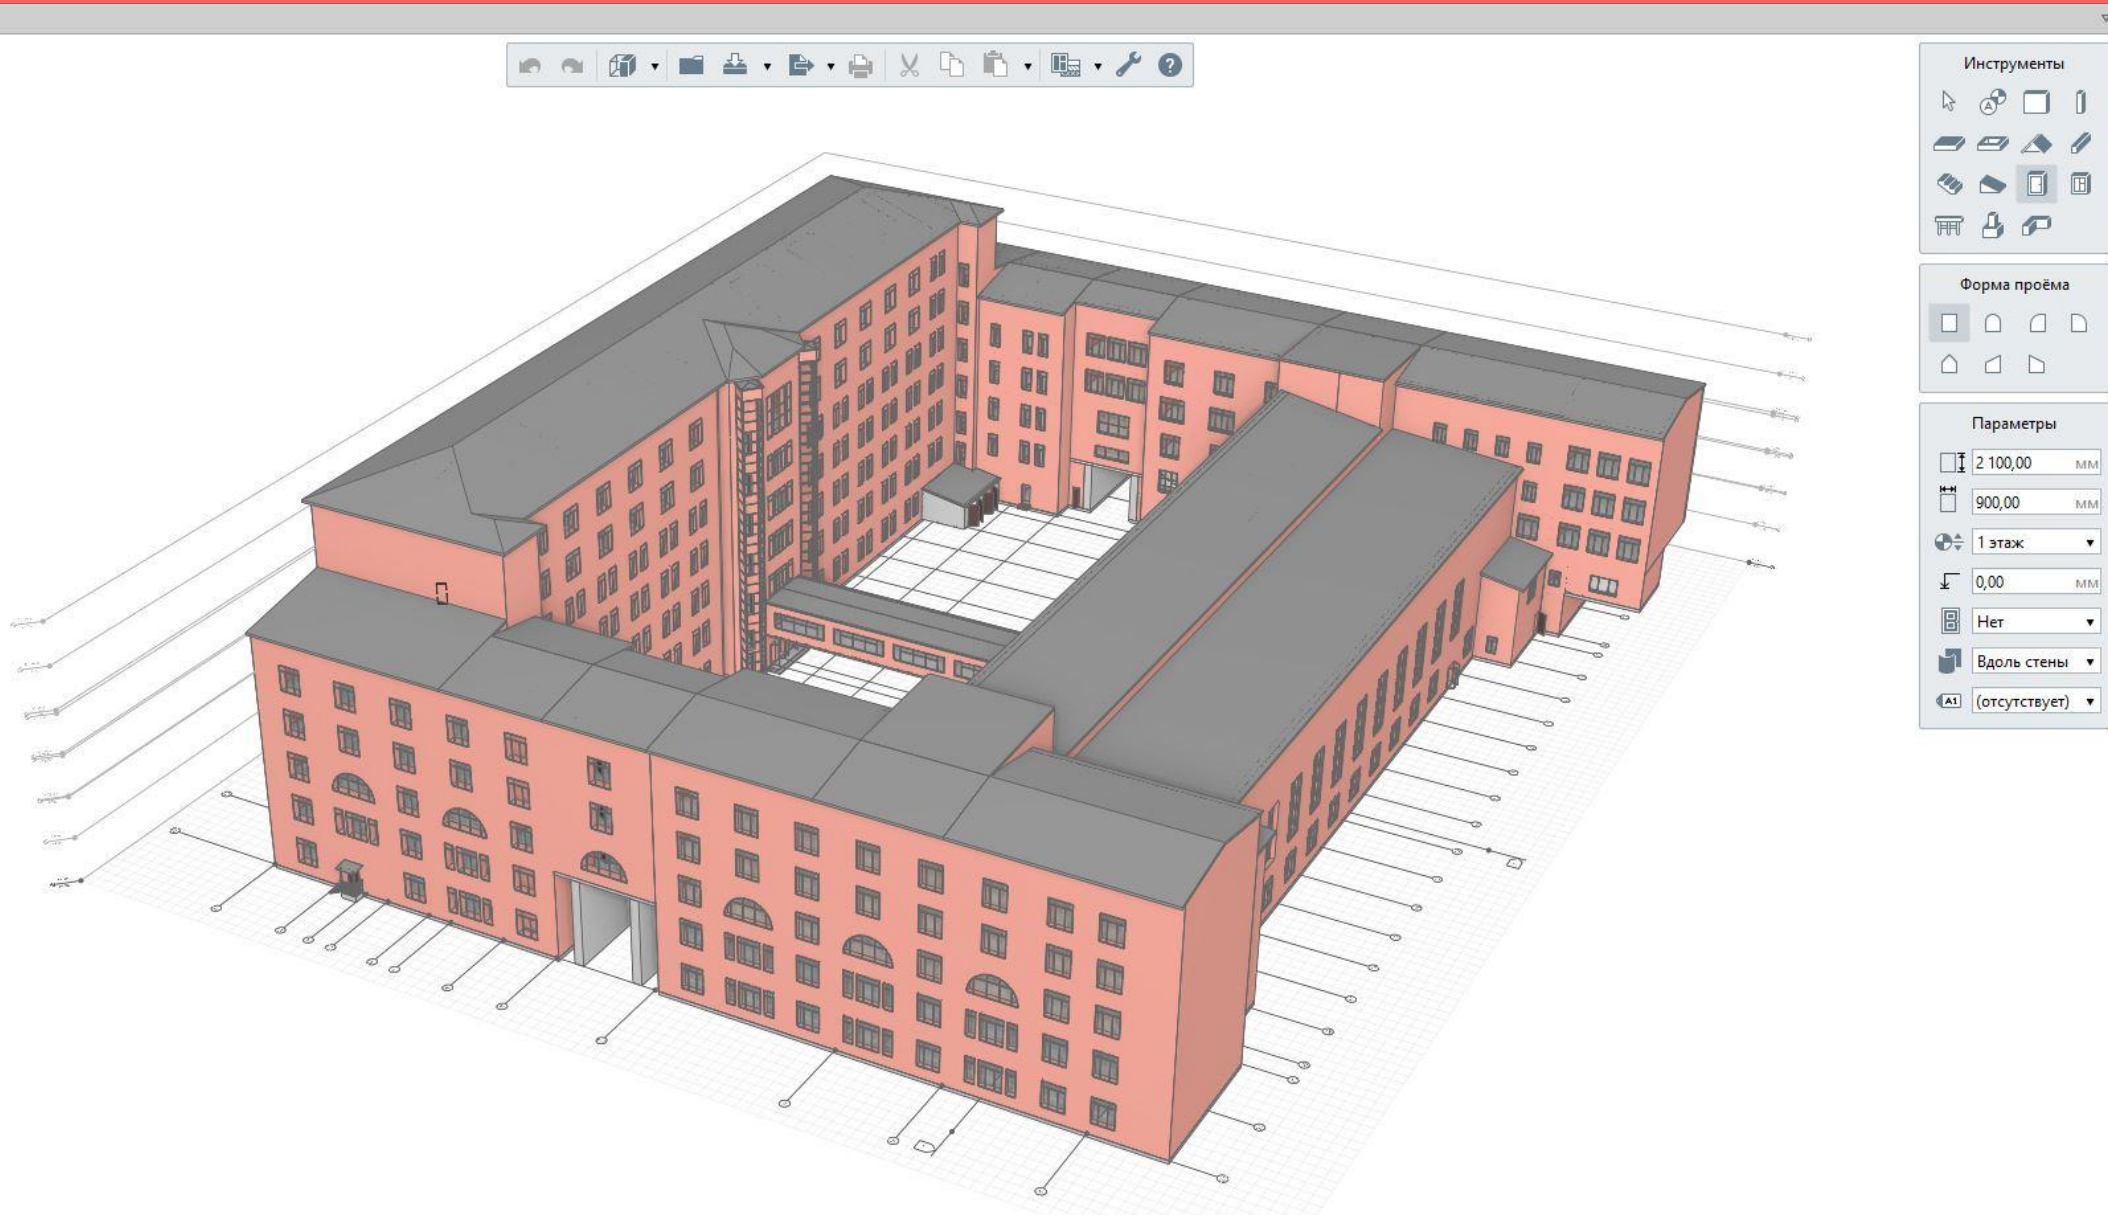 Инструменты
A
Форма проёма
Параметры
2 100,00 мм
900,00 мм
1 этаж
0,00 мм
Нет
Вдоль стены
A1 (отсутствует)